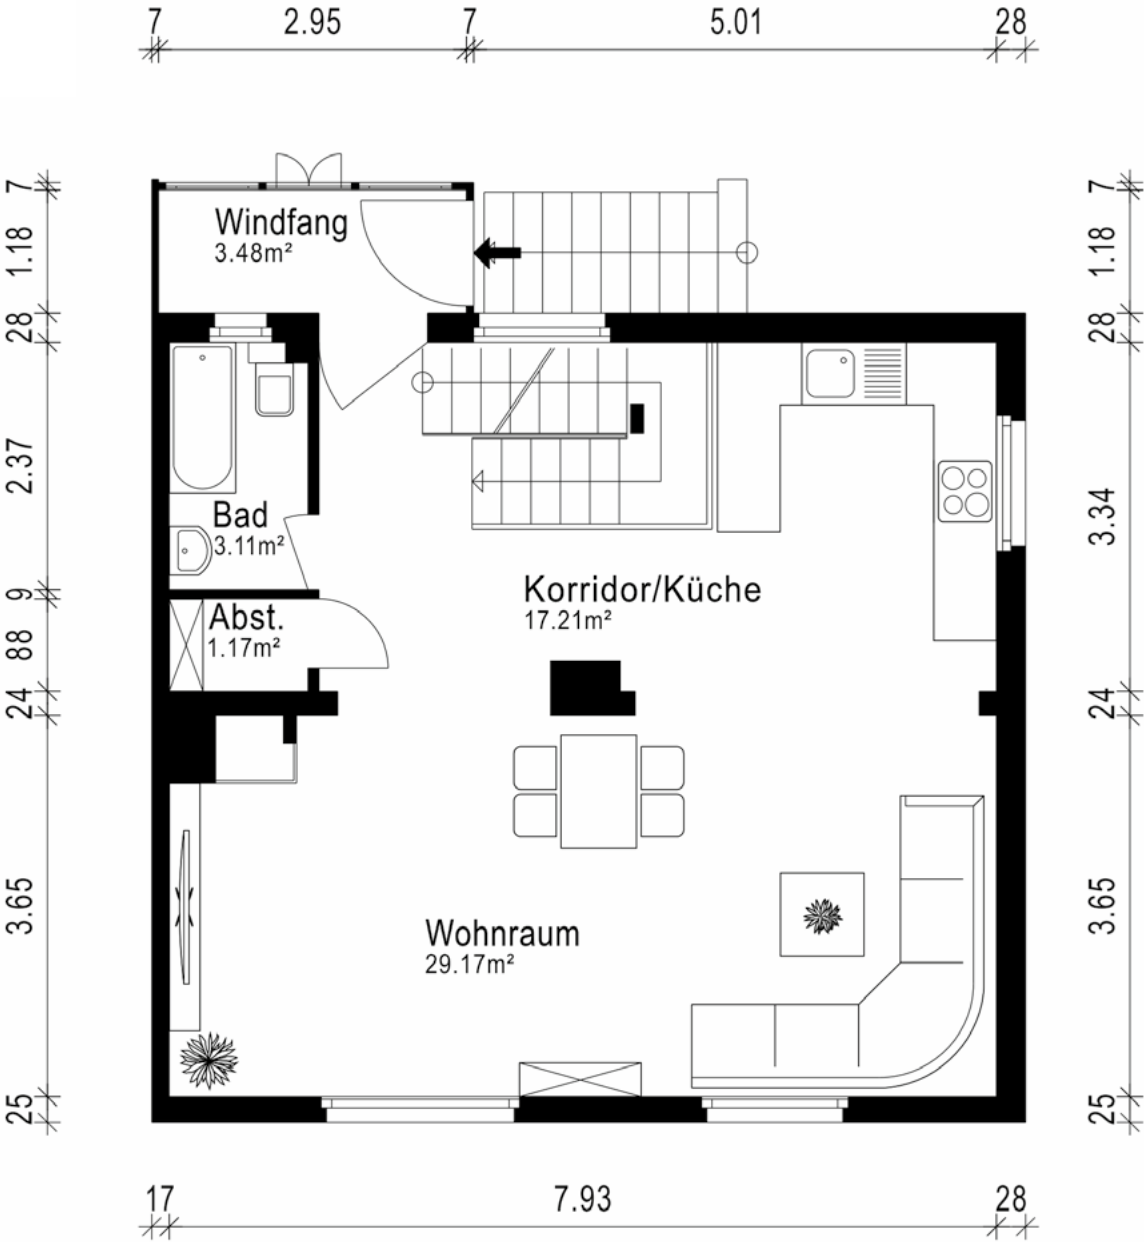 7 2.95 7 5.01 28
7
1.18
28
2.37
9
88
24
3.65
25
Windfang
3.48m²
Bad
3.11m²
Abst.
1.17m²
Korridor/Küche
17.21m²
Wohnraum
29.17m²
7
1.18
28
3.34
24
3.65
25
17 7.93 28